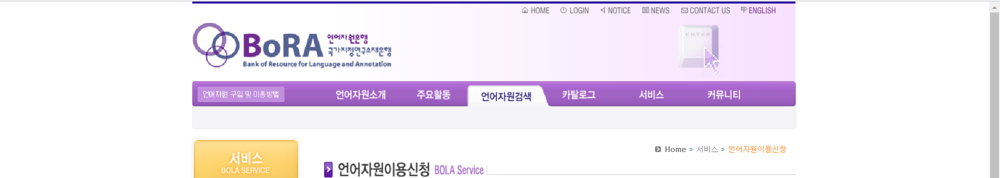 HOME LOGIN NOTICE NEWS CONTACT US ENGLISH
BoRA 언어자원은행
국가지정연구소재은행
Bank of Resource for Language and Annotation
ENTER
언어자원 구입 및 이용방법 언어자원소개 주요활동 언어자원검색 카탈로그 서비스 커뮤니티
Home 서비스 언어자원이용신청
서비스
BOLA SERVICE
언어자원이용신청 BOLA Service